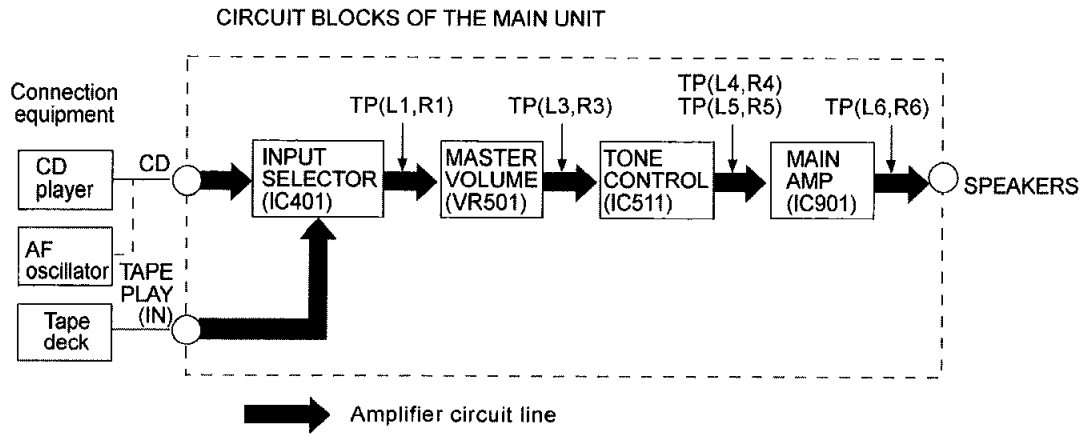 CIRCUIT BLOCKS OF THE MAIN UNIT
Connection
equipment
CD
player
CD
AF
oscillator
TAPE
PLAY
(IN)
Tape
deck
INPUT
SELECTOR
(IC401)
TP(L1,R1)
MASTER
VOLUME
(VR501)
TP(L3,R3)
TONE
CONTROL
(IC511)
TP(L4,R4)
TP(L5,R5)
MAIN
AMP
(IC901)
TP(L6,R6)
SPEAKERS
Amplifier circuit line